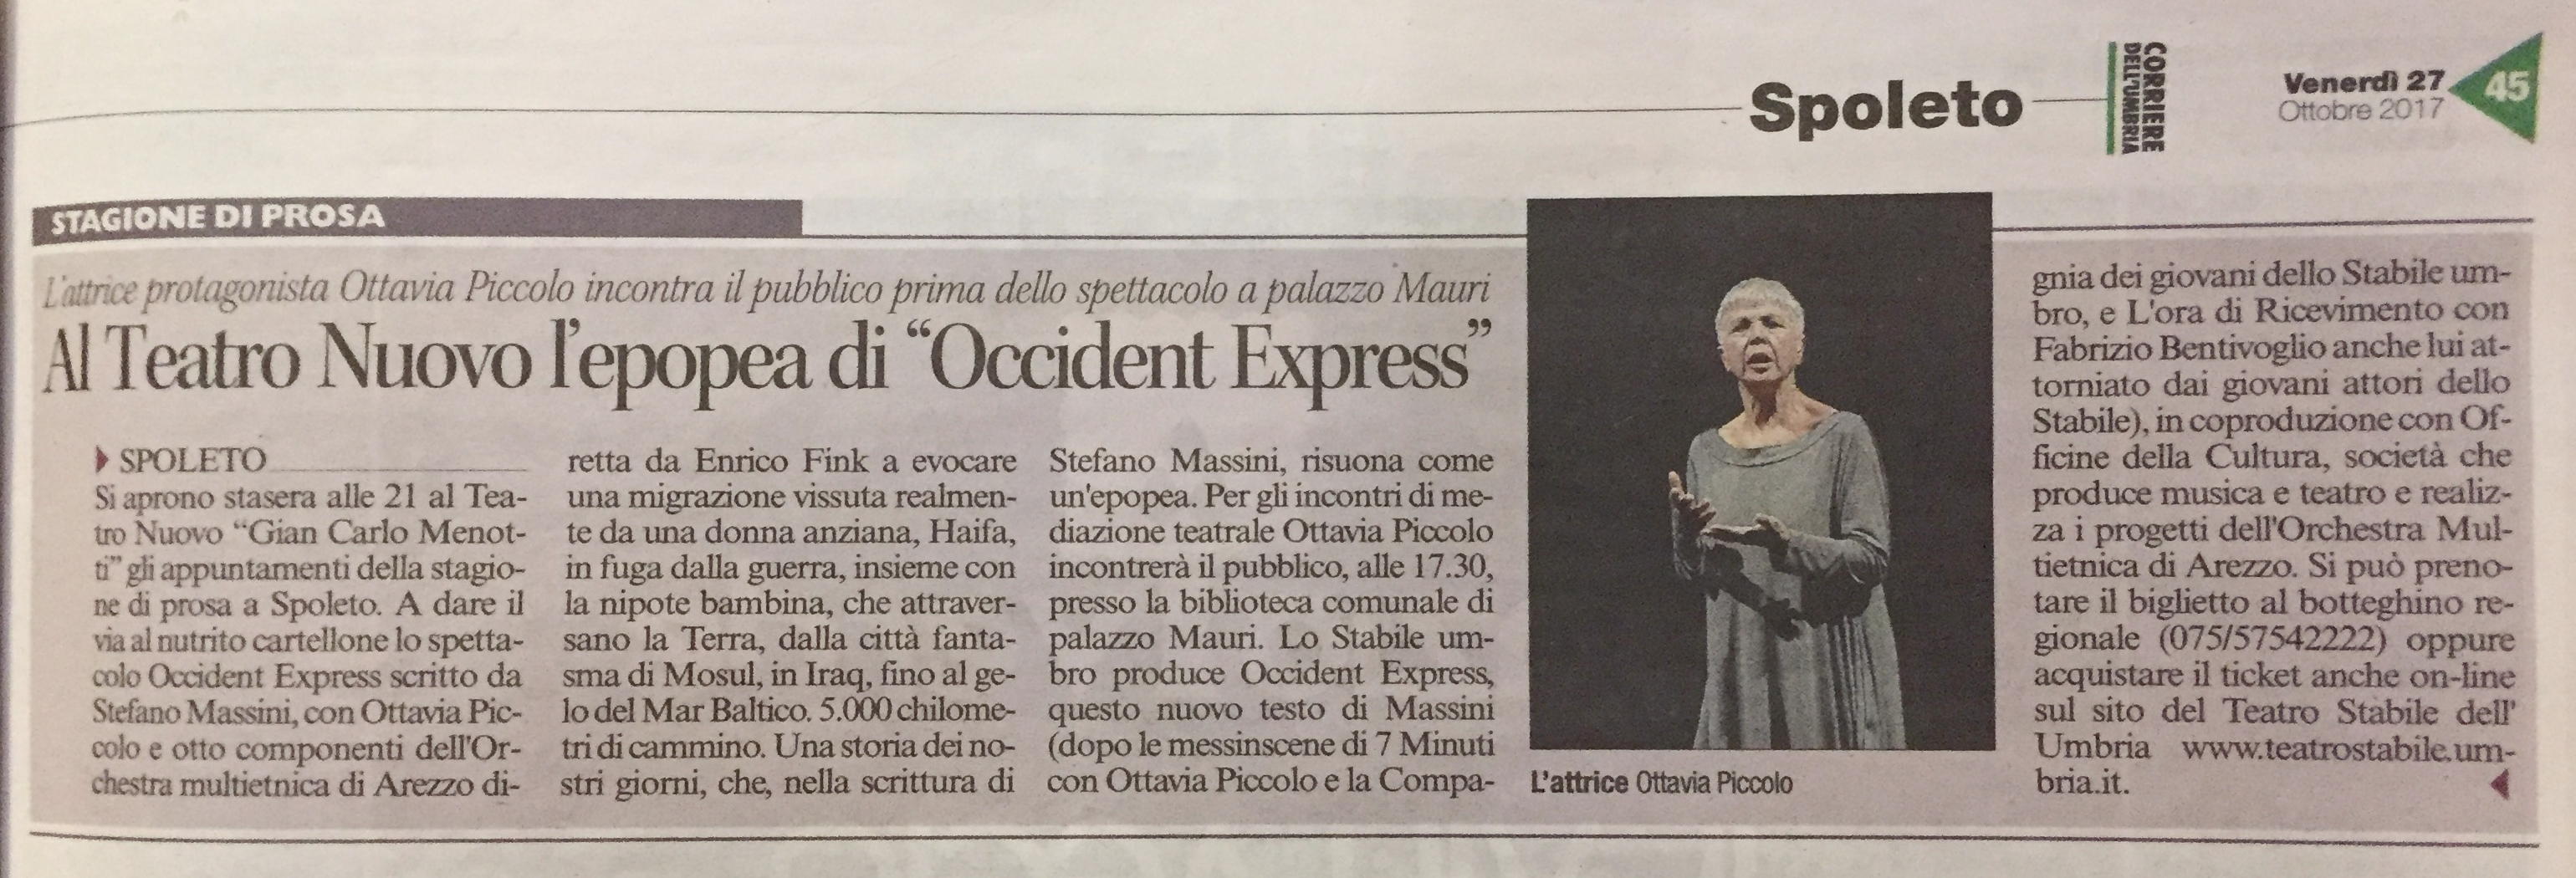 Spoleto
CORRIERE
DELL'UMBRIA
Venerdì 27
Ottobre 2017
45
STAGIONE DI PROSA
L'attrice protagonista Ottavia Piccolo incontra il pubblico prima dello spettacolo a palazzo Mauri
Al Teatro Nuovo l'epopea di “Occident Express”
SPOLETO
Si aprono stasera alle 21 al Tea-
tro Nuovo “Gian Carlo Menot-
ti” gli appuntamenti della stagio-
ne di prosa a Spoleto. A dare il
via al nutrito cartellone lo spetta-
colo Occident Express scritto da
Stefano Massini, con Ottavia Pic-
colo e otto componenti dell'Or-
chestra multietnica di Arezzo di-
retta da Enrico Fink a evocare
una migrazione vissuta realmen-
te da una donna anziana, Haifa,
in fuga dalla guerra, insieme con
la nipote bambina, che attraver-
sano la Terra, dalla città fanta-
sma di Mosul, in Iraq, fino al ge-
lo del Mar Baltico. 5.000 chilome-
tri di cammino. Una storia dei no-
stri giorni, che, nella scrittura di
Stefano Massini, risuona come
un'epopea. Per gli incontri di me-
diazione teatrale Ottavia Piccolo
incontrerà il pubblico, alle 17.30,
presso la biblioteca comunale di
palazzo Mauri. Lo Stabile um-
bro produce Occident Express,
questo nuovo testo di Massini
(dopo le messinscene di 7 Minuti
con Ottavia Piccolo e la Compa-
L'attrice Ottavia Piccolo
gnia dei giovani dello Stabile um-
bro, e L'ora di Ricevimento con
Fabrizio Bentivoglio anche lui at-
torniato dai giovani attori dello
Stabile), in coproduzione con Of-
ficine della Cultura, società che
produce musica e teatro e realiz-
za i progetti dell'Orchestra Mul-
tietnica di Arezzo. Si può preno-
tare il biglietto al botteghino re-
gionale (075/57542222) oppure
acquistare il ticket anche on-line
sul sito del Teatro Stabile dell'
Umbria www.teatrostabile.um-
bria.it.